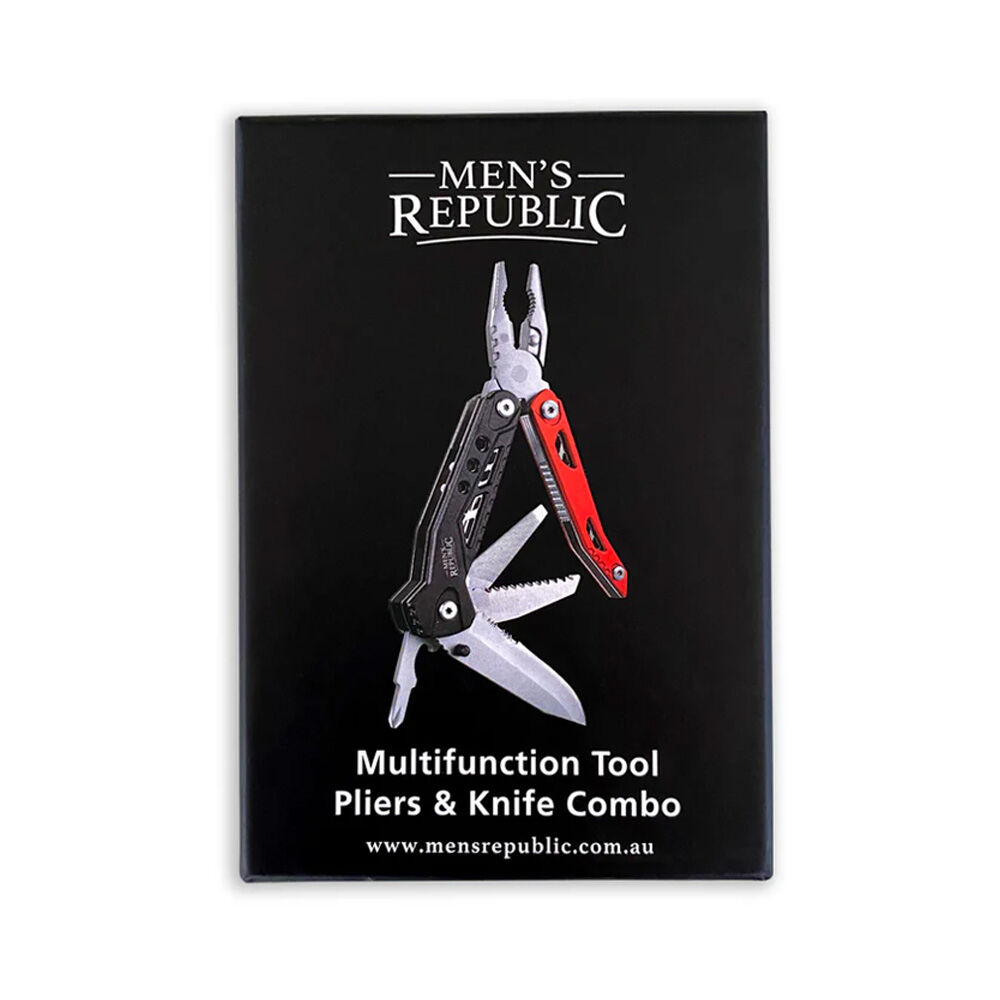 MEN'S
REPUBLIC
MEN'S
REPUBLIC
Multifunction Tool
Pliers & Knife Combo
www.mensrepublic.com.au